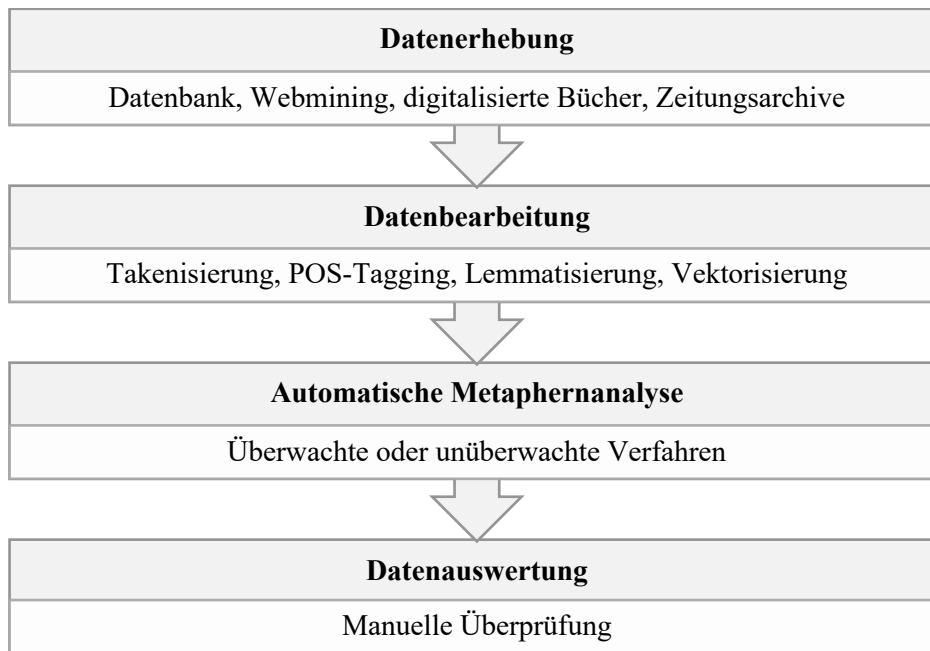 Datenerhebung
Datenbank, Webmining, digitalisierte Bücher, Zeitungsarchive
Datenbearbeitung
Takenisierung, POS-Tagging, Lemmatisierung, Vektorisierung
Automatische Metaphernanalyse
Überwachte oder unüberwachte Verfahren
Datenauswertung
Manuelle Überprüfung